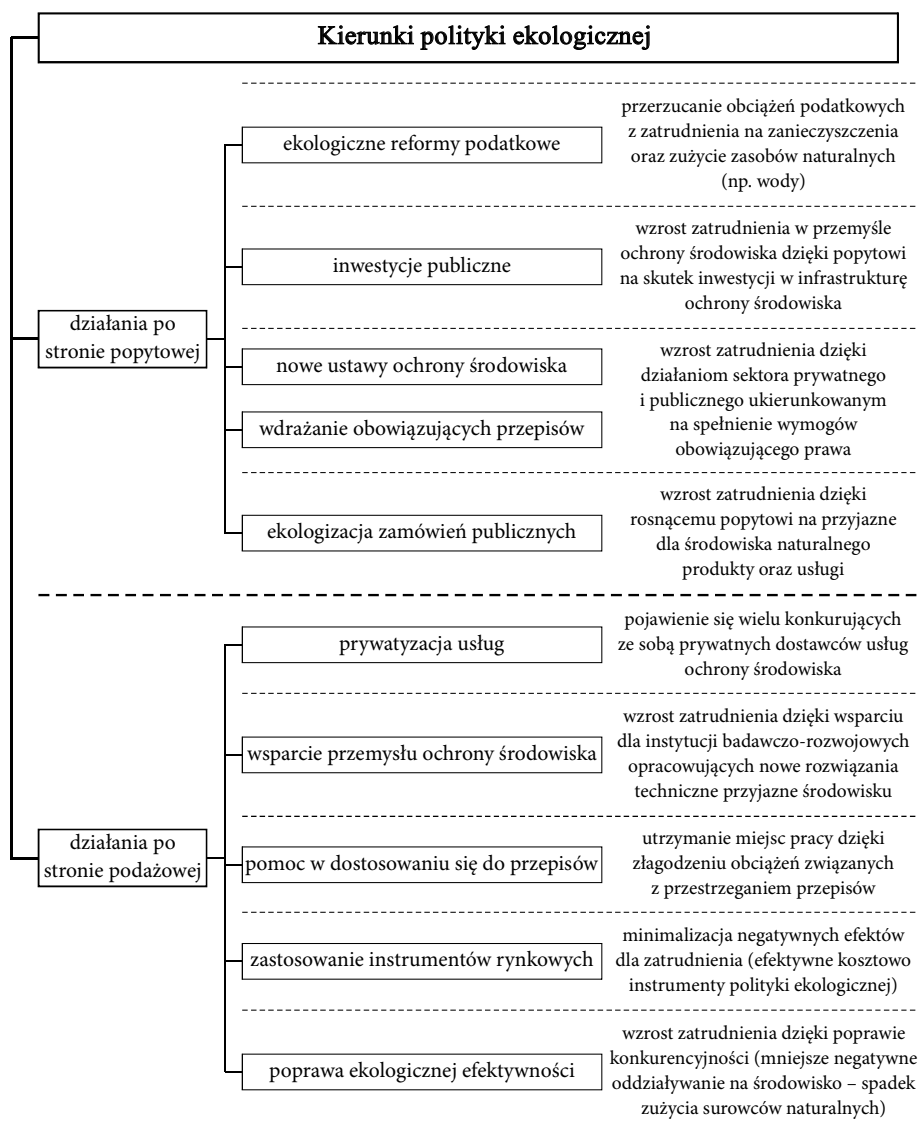 Kierunki polityki ekologicznej
działania po
stronie popytowej
ekologiczne reformy podatkowe
przerzucanie obciążeń podatkowych
z zatrudnienia na zanieczyszczenia
oraz zużycie zasobów naturalnych
(np. wody)
inwestycje publiczne
wzrost zatrudnienia w przemyśle
ochrony środowiska dzięki popytowi
na skutek inwestycji w infrastrukturę
ochrony środowiska
nowe ustawy ochrony środowiska
wdrażanie obowiązujących przepisów
wzrost zatrudnienia dzięki
działaniom sektora prywatnego
i publicznego ukierunkowanym
na spełnienie wymogów
obowiązującego prawa
ekologizacja zamówień publicznych
wzrost zatrudnienia dzięki
rosnącemu popytowi na przyjazne
dla środowiska naturalnego
produkty oraz usługi
działania po
stronie podażowej
prywatyzacja usług
pojawienie się wielu konkurujących
ze sobą prywatnych dostawców usług
ochrony środowiska
wsparcie przemysłu ochrony środowiska
wzrost zatrudnienia dzięki wsparciu
dla instytucji badawczo-rozwojowych
opracowujących nowe rozwiązania
techniczne przyjazne środowisku
pomoc w dostosowaniu się do przepisów
utrzymanie miejsc pracy dzięki
złagodzeniu obciążeń związanych
z przestrzeganiem przepisów
zastosowanie instrumentów rynkowych
minimalizacja negatywnych efektów
dla zatrudnienia (efektywne kosztowo
instrumenty polityki ekologicznej)
poprawa ekologicznej efektywności
wzrost zatrudnienia dzięki poprawie
konkurencyjności (mniejsze negatywne
oddziaływanie na środowisko – spadek
zużycia surowców naturalnych)